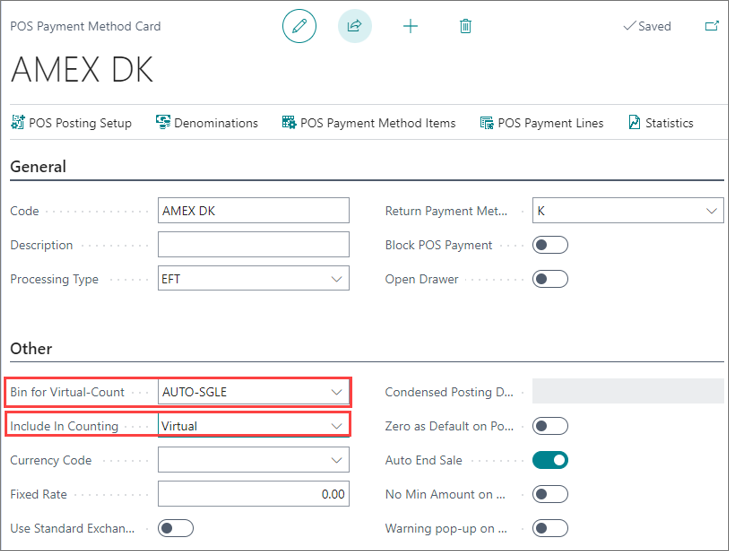 POS Payment Method Card
Saved
AMEX DK
POS Posting Setup Denominations POS Payment Method Items POS Payment Lines Statistics
General
Code AMEX DK Return Payment Met... K
Description Block POS Payment
Processing Type EFT Open Drawer
Other
Bin for Virtual-Count AUTO-SGLE Condensed Posting D...
Include In Counting Virtual Zero as Default on Po...
Currency Code Auto End Sale
Fixed Rate 0.00 No Min Amount on ...
Use Standard Exchan... Warning pop-up on ...